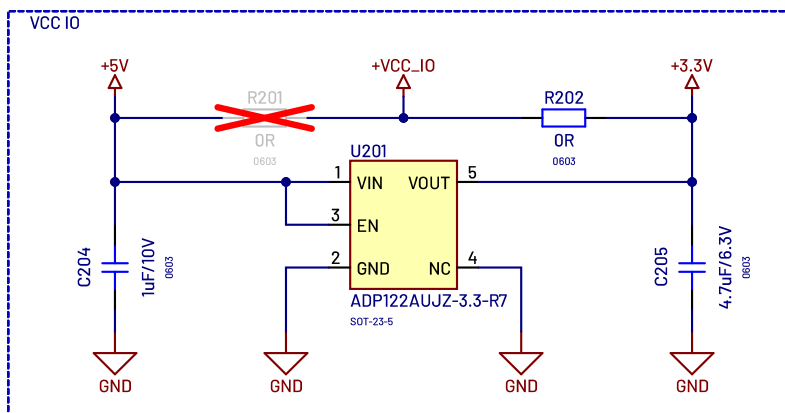 VCC IO
+5V
+VCC_IO
+3.3V
R201
0R
0603
R202
0R
0603
U201
1
VIN
VOUT
5
3
EN
2
GND
NC
4
ADP122AUJZ-3.3-R7
SOT-23-5
C204
1uF/10V
0603
C205
4.7uF/6.3V
0603
GND
GND
GND
GND